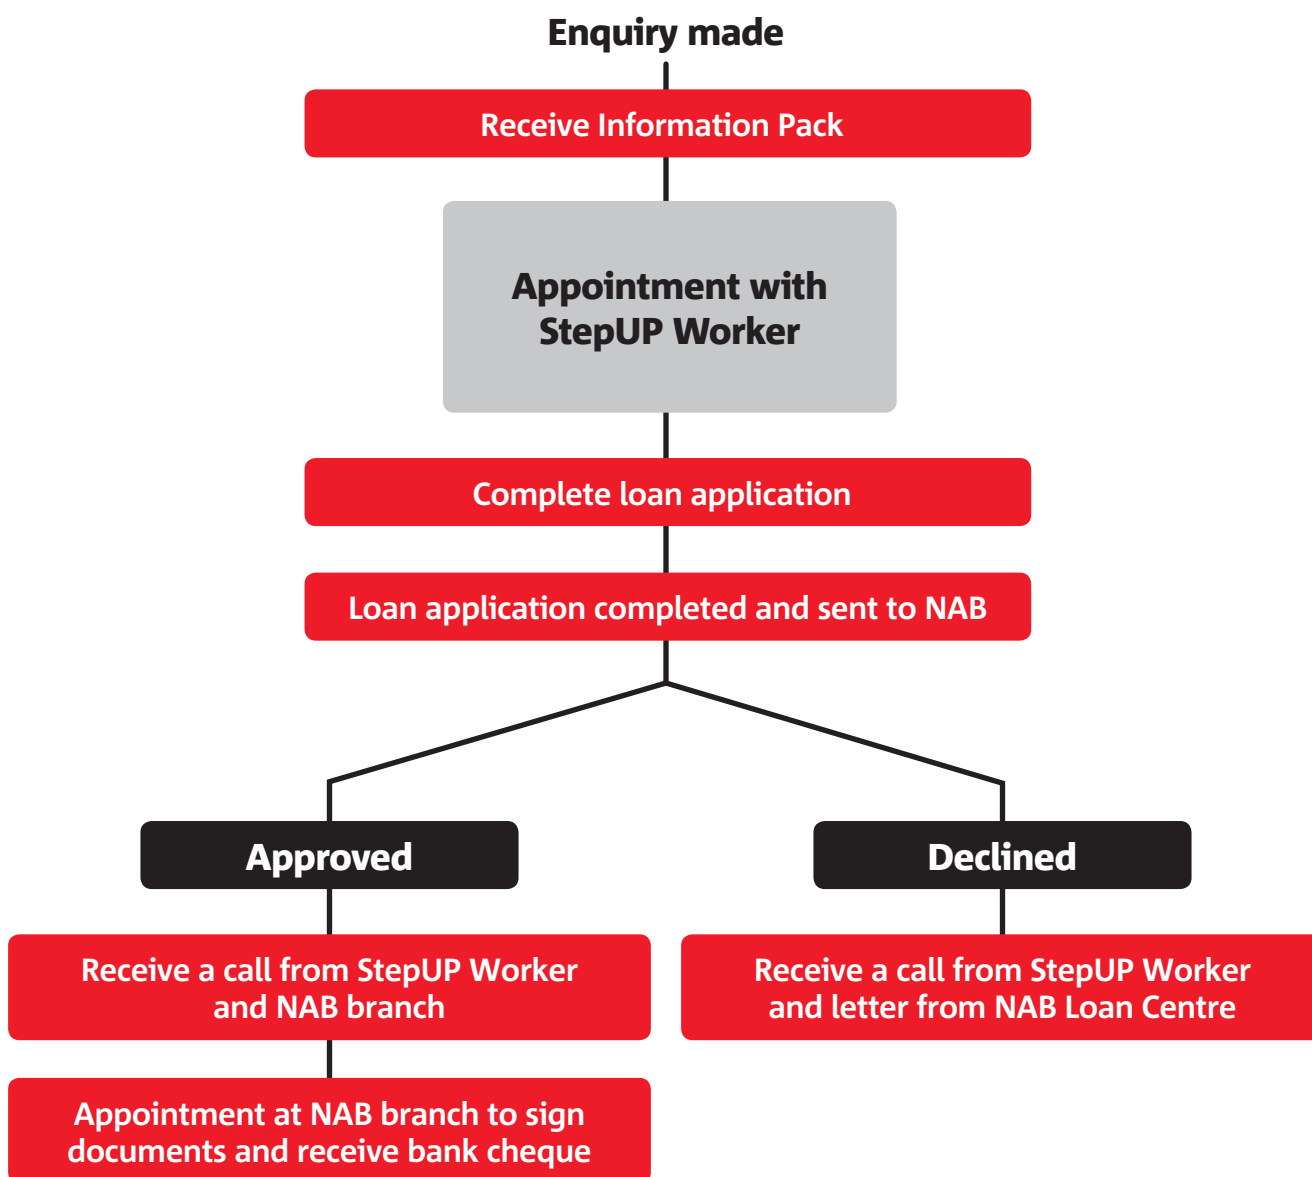 Enquiry made
Receive Information Pack
Appointment with
StepUP Worker
Complete loan application
Loan application completed and sent to NAB
Approved
Declined
Receive a call from StepUP Worker
and NAB branch
Receive a call from StepUP Worker
and letter from NAB Loan Centre
Appointment at NAB branch to sign
documents and receive bank cheque